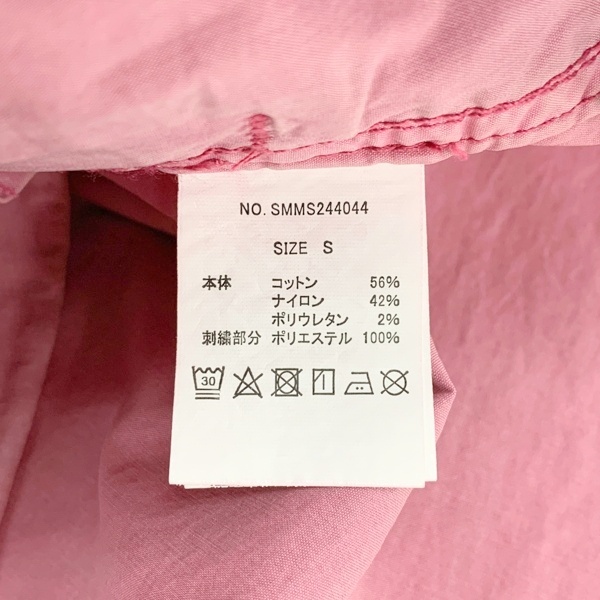 NO. SMMS244044
SIZE S
本体 コットン 56%
ナイロン 42%
ポリウレタン 2%
刺繍部分 ポリエステル 100%
30